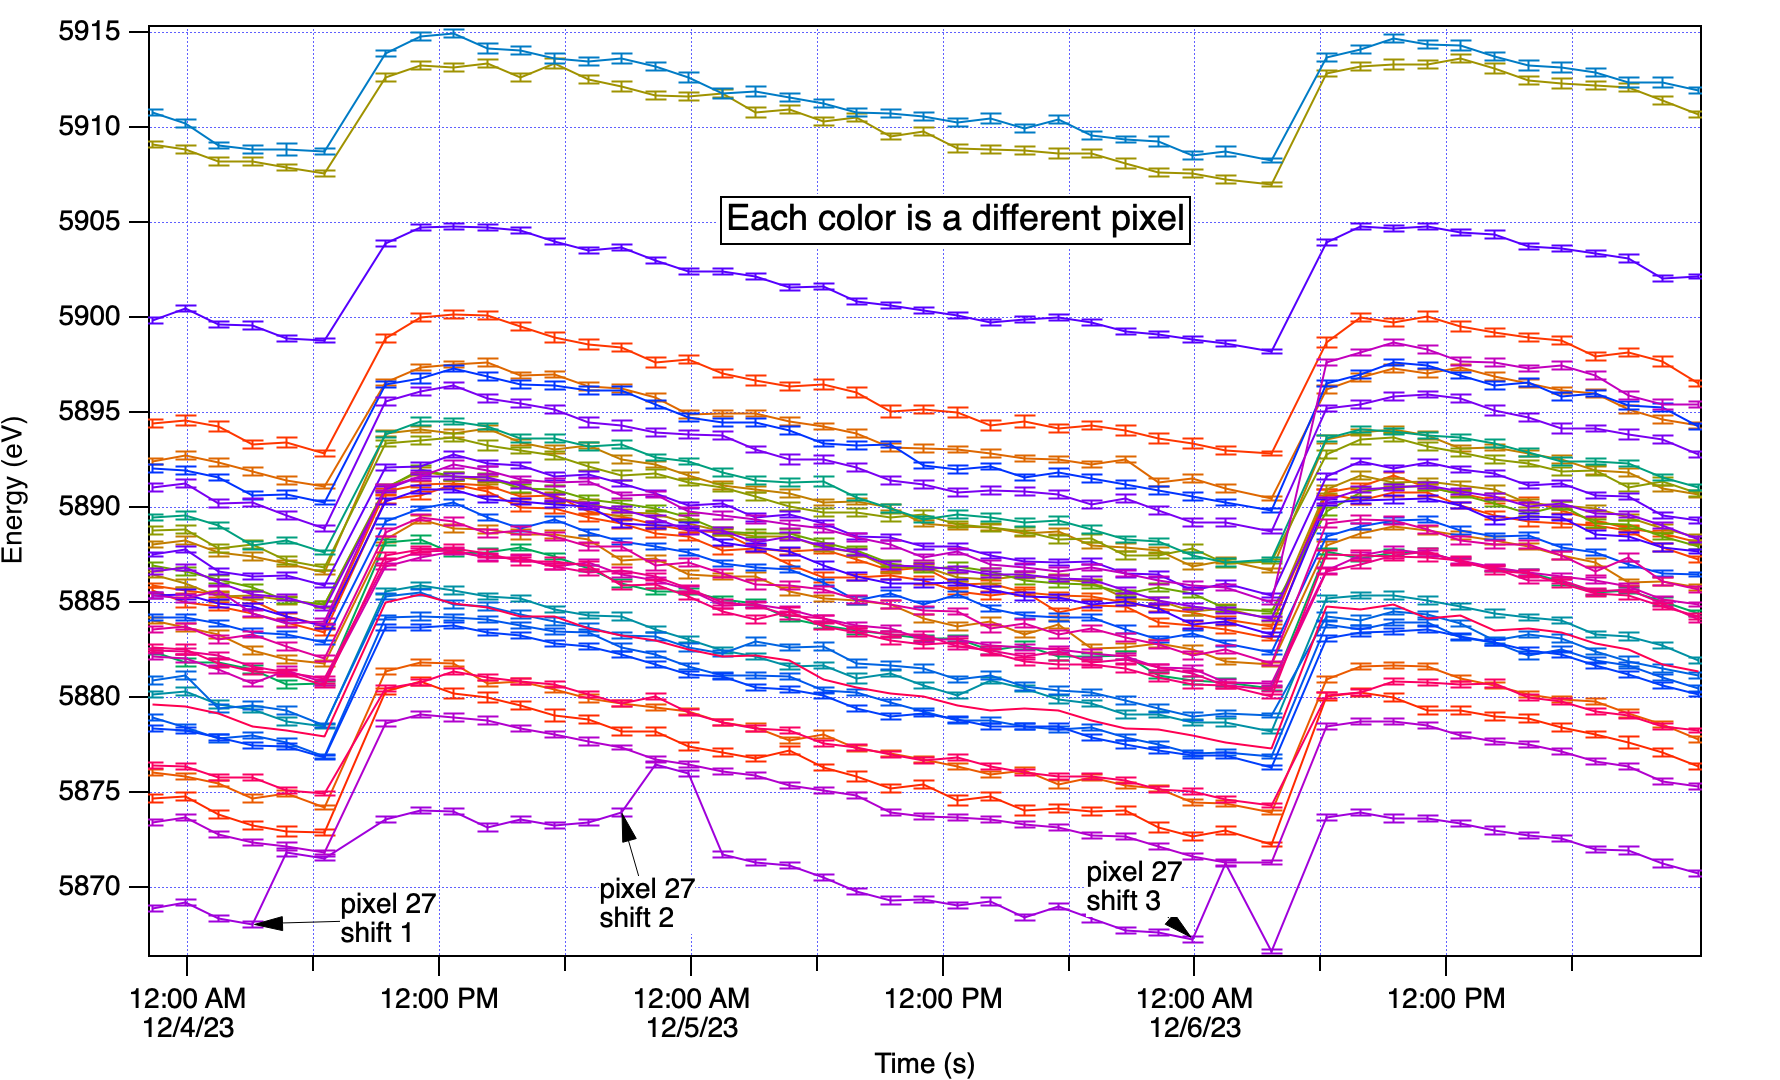 5915
5910
5905
5900
5895
5890
5885
5880
5875
5870
Energy (eV)
Each color is a different pixel
pixel 27
shift 1
pixel 27
shift 2
pixel 27
shift 3
12:00 AM
12/4/23
12:00 PM
12:00 AM
12/5/23
12:00 PM
12:00 AM
12/6/23
12:00 PM
Time (s)